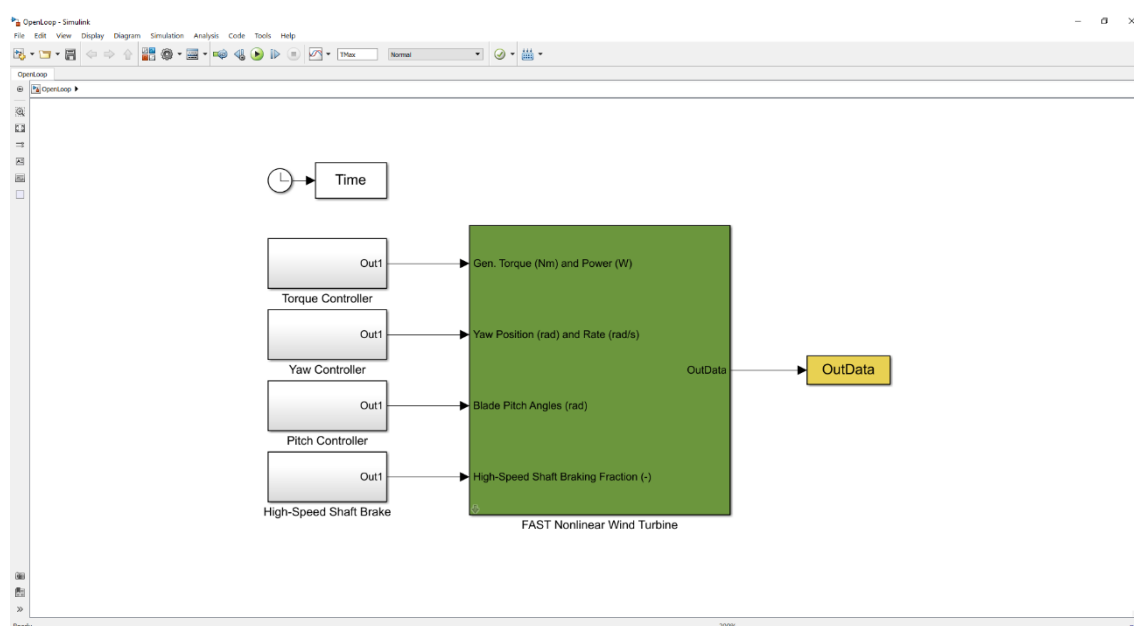 OpenLoop - Simulink
File Edit View Display Diagram Simulation Analysis Code Tools Help
TMax Normal
OpenLoop
OpenLoop
Time
Out1
Gen. Torque (Nm) and Power (W)
Torque Controller
Out1
Yaw Position (rad) and Rate (rad/s)
Yaw Controller
OutData
OutData
Out1
Blade Pitch Angles (rad)
Pitch Controller
Out1
High-Speed Shaft Braking Fraction (-)
High-Speed Shaft Brake
FAST Nonlinear Wind Turbine
Ready
200%